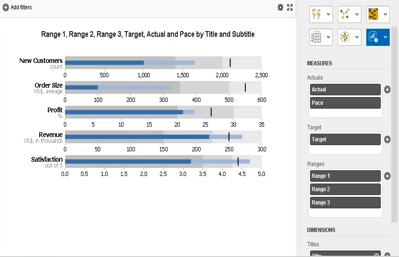 Add filters
Range 1, Range 2, Range 3, Target, Actual and Pace by Title and Subtitle
New Customers
count
0 500 1,000 1,500 2,000 2,500
Order Size
US$, average
0 100 200 300 400 500 600
Profit
%
0 5 10 15 20 25 30 35
Revenue
US$, in thousands
0 50 100 150 200 250 300
Satisfaction
out of 5
0.0 0.5 1.0 1.5 2.0 2.5 3.0 3.5 4.0 4.5 5.0
MEASURES
Actuals
Actual
Pace
Target
Target
Ranges
Range 1
Range 2
Range 3
DIMENSIONS
Titles
Title